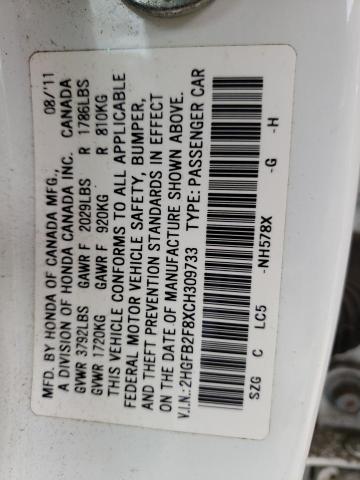 MFD. BY HONDA OF CANADA MFG., 08/'11
A DIVISION OF HONDA CANADA INC. CANADA
GVWR 3792LBS GAWR F 2029LBS R 1786LBS
GVWR 1720KG GAWR F 920KG R 810KG
THIS VEHICLE CONFORMS TO ALL APPLICABLE
FEDERAL MOTOR VEHICLE SAFETY, BUMPER,
AND THEFT PREVENTION STANDARDS IN EFFECT
ON THE DATE OF MANUFACTURE SHOWN ABOVE.
V.I.N.:2HGFB2F8XCH309733 TYPE: PASSENGER CAR
SZG C LC5 -NH578X -G -H